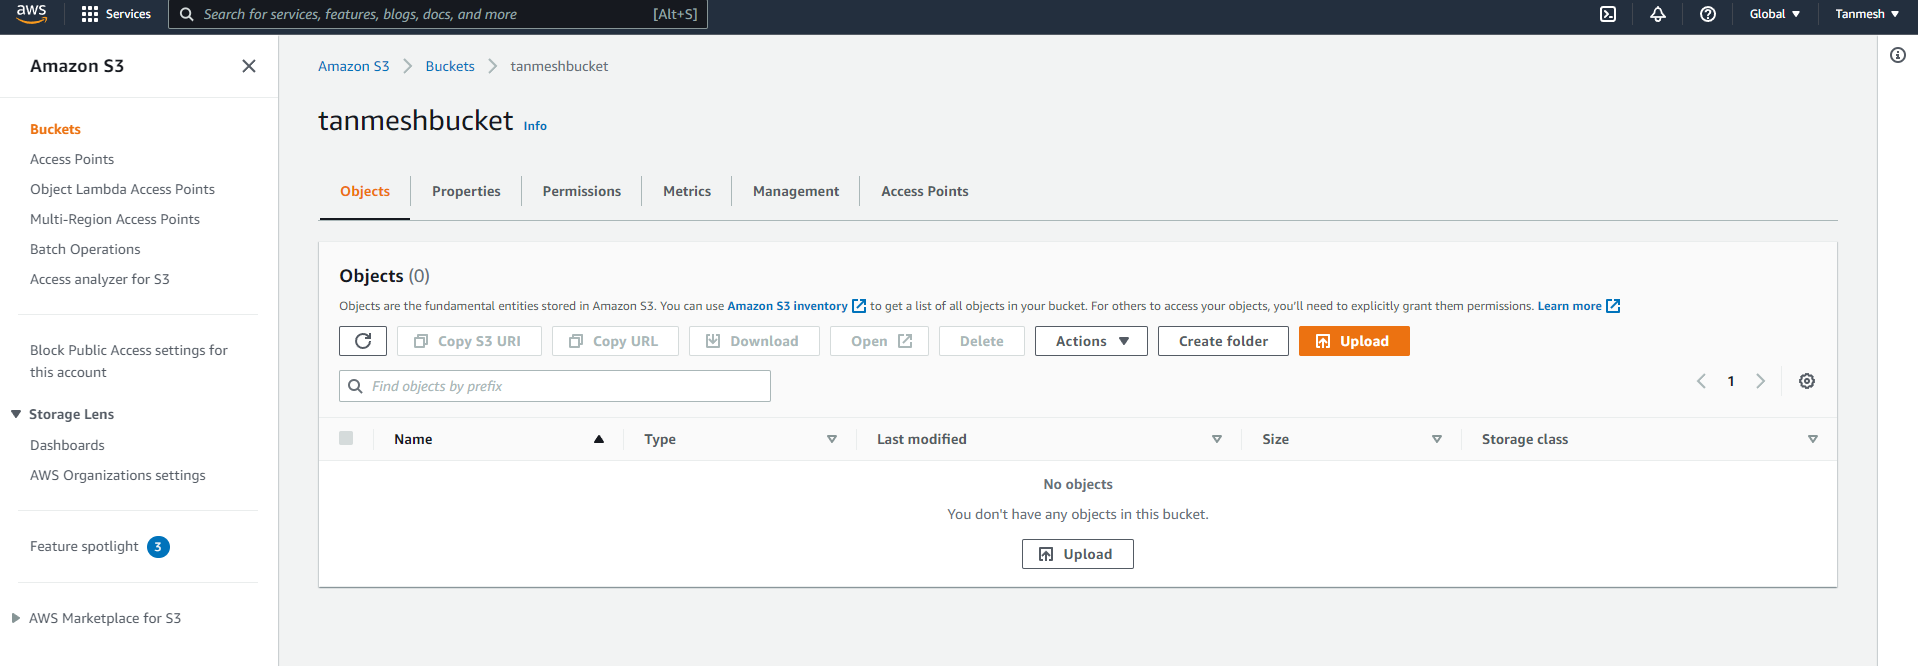 aws
Services
Search for services, features, blogs, docs, and more
[Alt+S]
Global
Tanmesh
Amazon S3
Buckets
Access Points
Object Lambda Access Points
Multi-Region Access Points
Batch Operations
Access analyzer for S3
Block Public Access settings for
this account
Storage Lens
Dashboards
AWS Organizations settings
Feature spotlight 3
AWS Marketplace for S3
Amazon S3 Buckets tanmeshbucket
tanmeshbucket Info
Objects Properties Permissions Metrics Management Access Points
Objects (0)
Objects are the fundamental entities stored in Amazon S3. You can use Amazon S3 inventory to get a list of all objects in your bucket. For others to access your objects, you'll need to explicitly grant them permissions. Learn more
Copy S3 URI Copy URL Download Open Delete Actions Create folder Upload
Find objects by prefix
1
Name Type Last modified Size Storage class
No objects
You don't have any objects in this bucket.
Upload